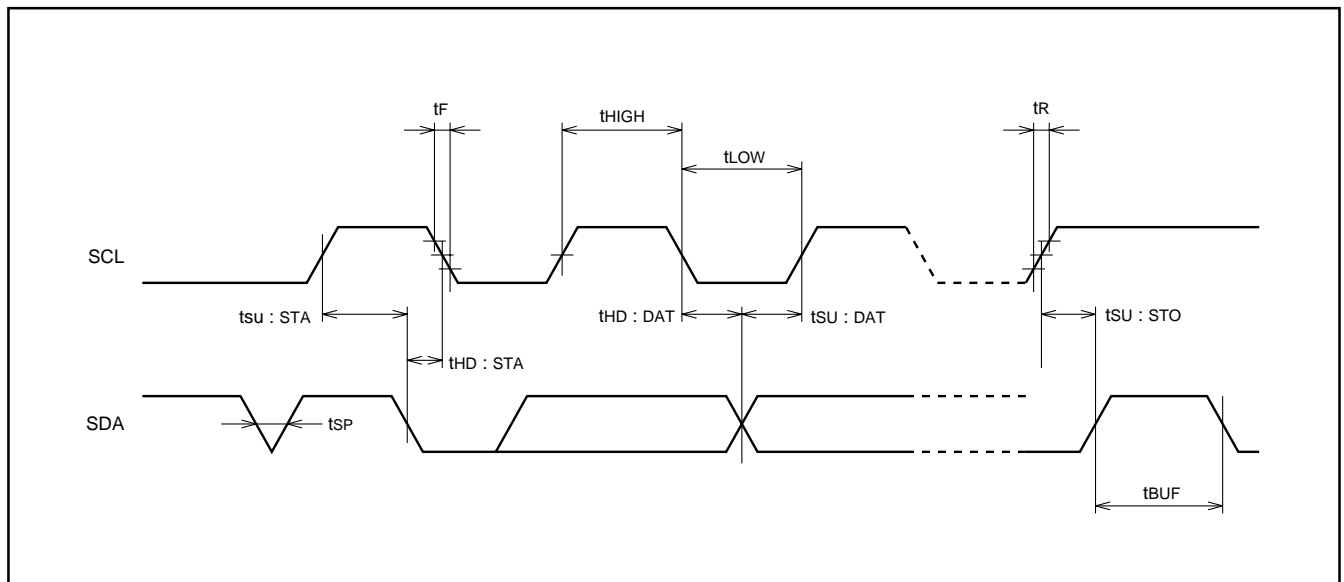 tF
tHIGH
tR
tLOW
SCL
tsu : STA
tHD : DAT
tSU : DAT
tSU : STO
tHD : STA
SDA
tSP
tBUF